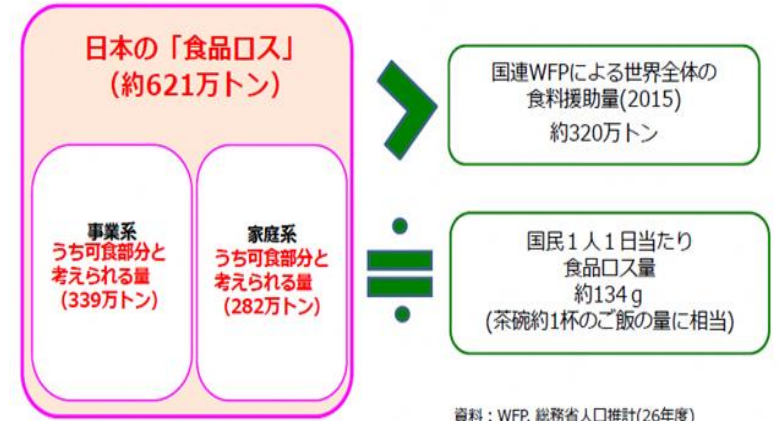 日本の「食品ロス」
(約621万トン)
事業系
うち可食部分と
考えられる量
(339万トン)
家庭系
うち可食部分と
考えられる量
(282万トン)
国連WFPによる世界全体の
食料援助量(2015)
約320万トン
国民1人1日当たり
食品ロス量
約134g
(茶碗約1杯のご飯の量に相当)
資料：WFP, 総務省人口推計(26年度)